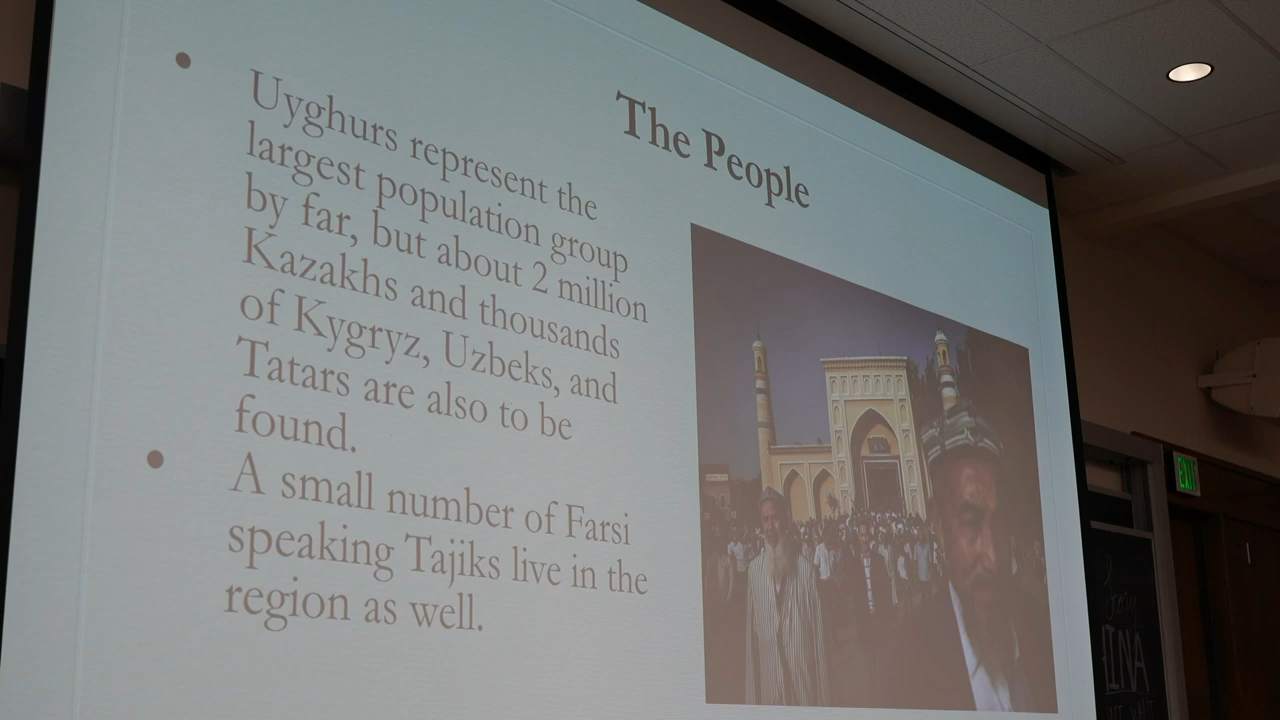 The People
Uyghurs represent the
largest population group
by far, but about 2 million
Kazakhs and thousands
of Kygryz, Uzbeks, and
Tatars are also to be
found.
A small number of Farsi
speaking Tajiks live in the
region as well.
EXIT
INA